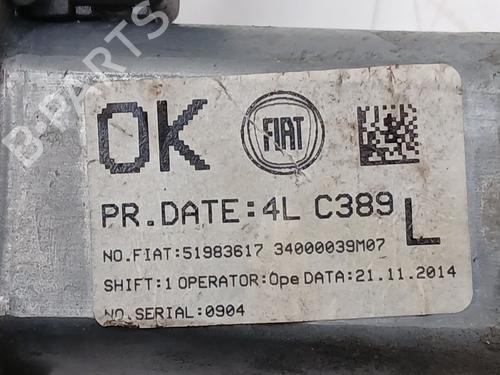 B-PARTS
OK FIAT
PR.DATE:4L C389
L
NO.FIAT:51983617 34000039M07
SHIFT:1 OPERATOR:Ope DATA:21.11.2014
NO.SERIAL:0904